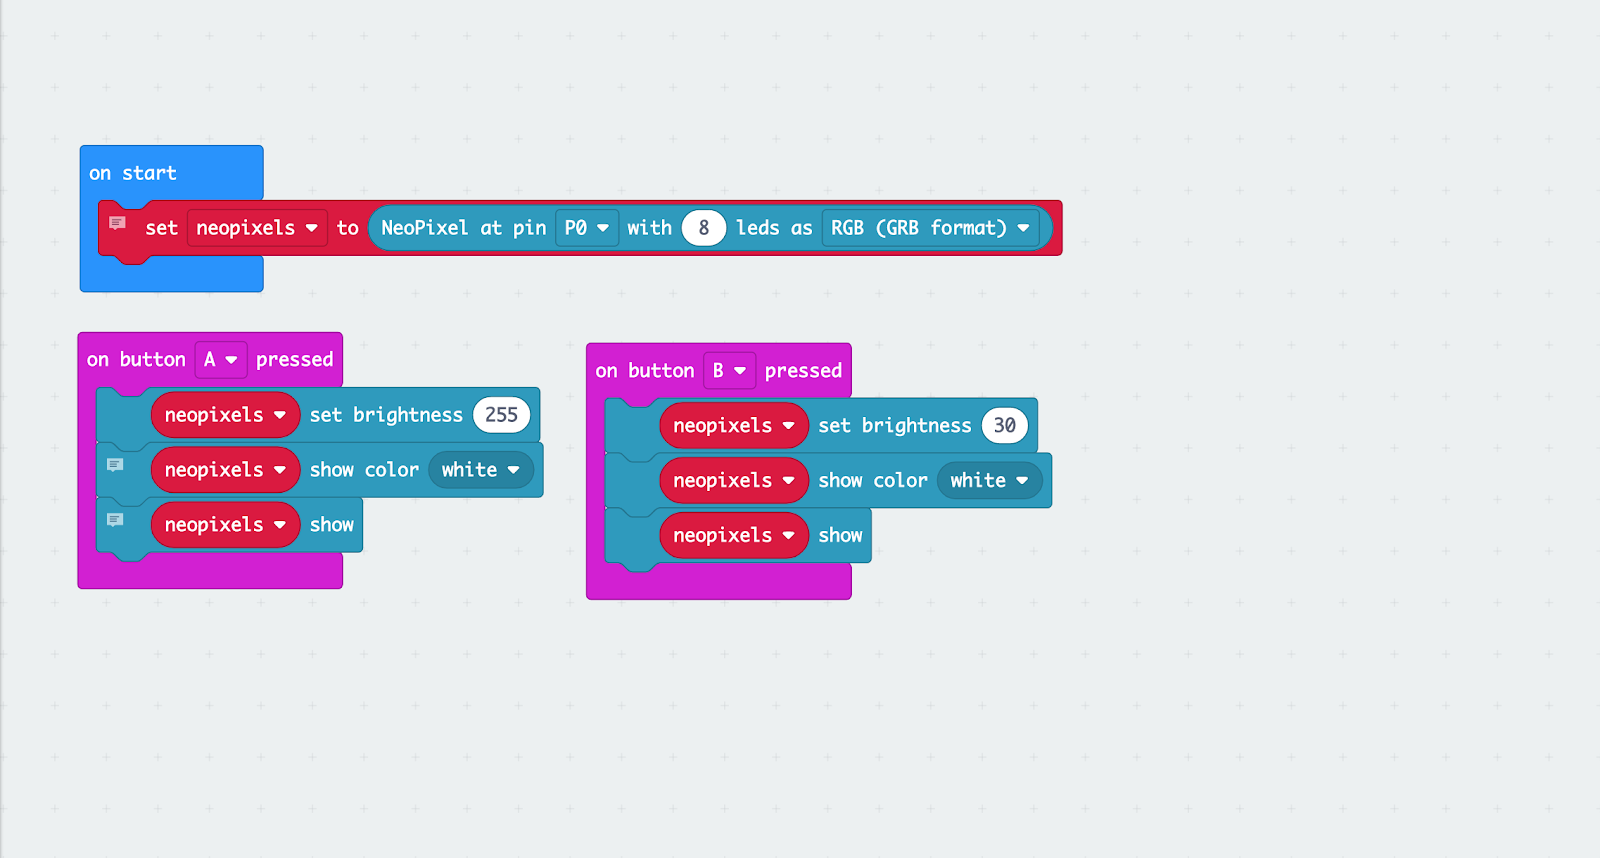 on start
set neopixels to NeoPixel at pin P0 with 8 leds as RGB (GRB format)
on button A pressed
neopixels set brightness 255
neopixels show color white
neopixels show
on button B pressed
neopixels set brightness 30
neopixels show color white
neopixels show